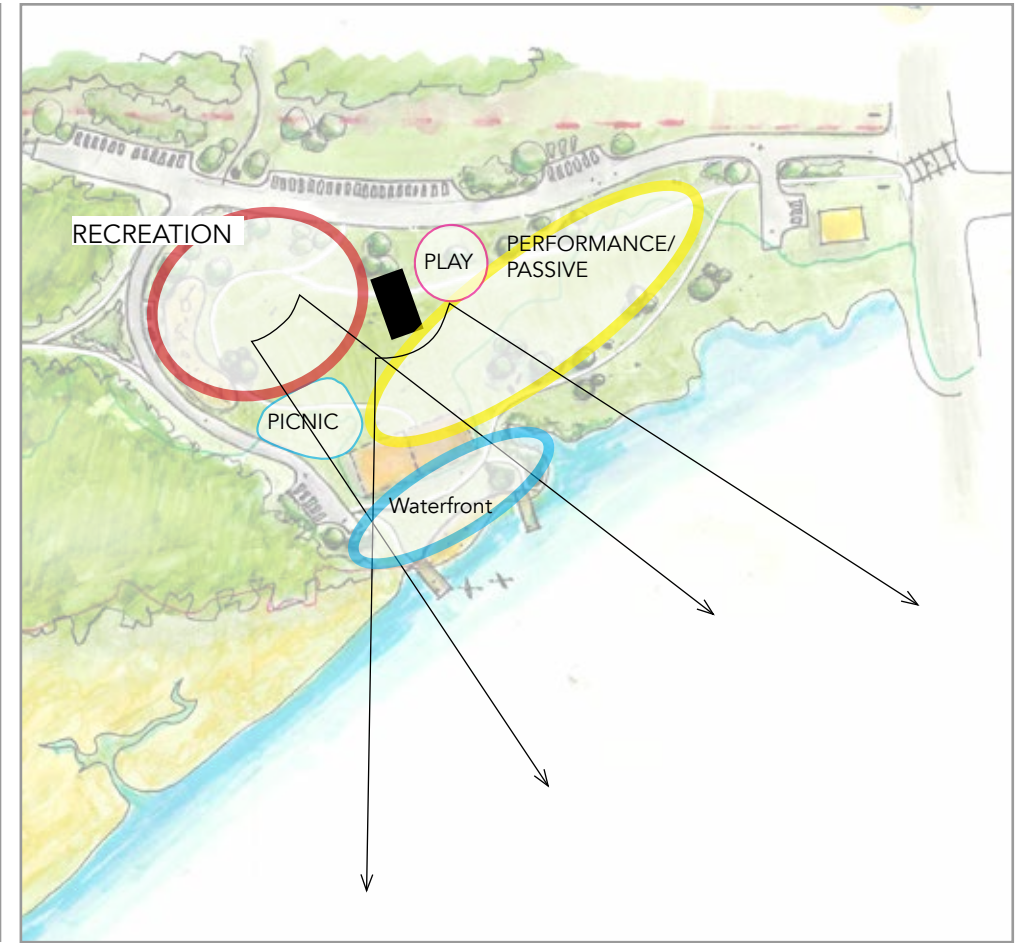 RECREATION
PLAY
PERFORMANCE/
PASSIVE
PICNIC
Waterfront